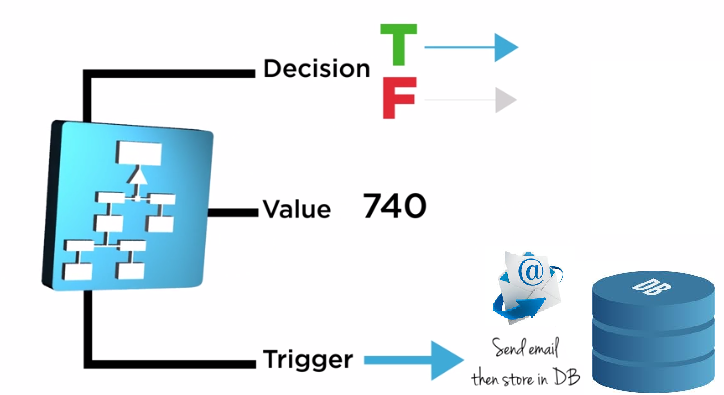 Decision T
F
Value 740
@
DB
Trigger
Send email
then store in DB